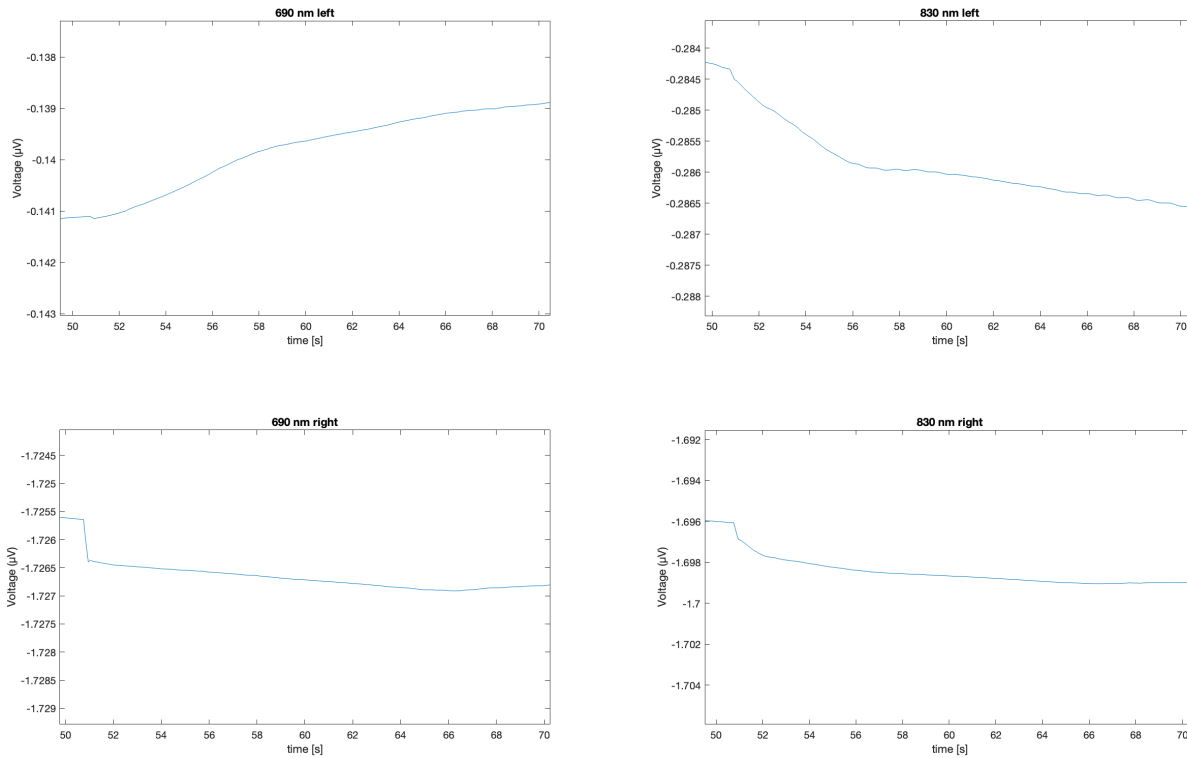 690 nm left
-0.138
-0.139
-0.14
-0.141
-0.142
-0.143
Voltage (µV)
50 52 54 56 58 60 62 64 66 68 70
time [s]
830 nm left
-0.284
-0.2845
-0.285
-0.2855
-0.286
-0.2865
-0.287
-0.2875
-0.288
Voltage (µV)
50 52 54 56 58 60 62 64 66 68 70
time [s]
690 nm right
-1.7245
-1.725
-1.7255
-1.726
-1.7265
-1.727
-1.7275
-1.728
-1.7285
-1.729
Voltage (µV)
50 52 54 56 58 60 62 64 66 68 70
time [s]
830 nm right
-1.692
-1.694
-1.696
-1.698
-1.7
-1.702
-1.704
Voltage (µV)
50 52 54 56 58 60 62 64 66 68 70
time [s]